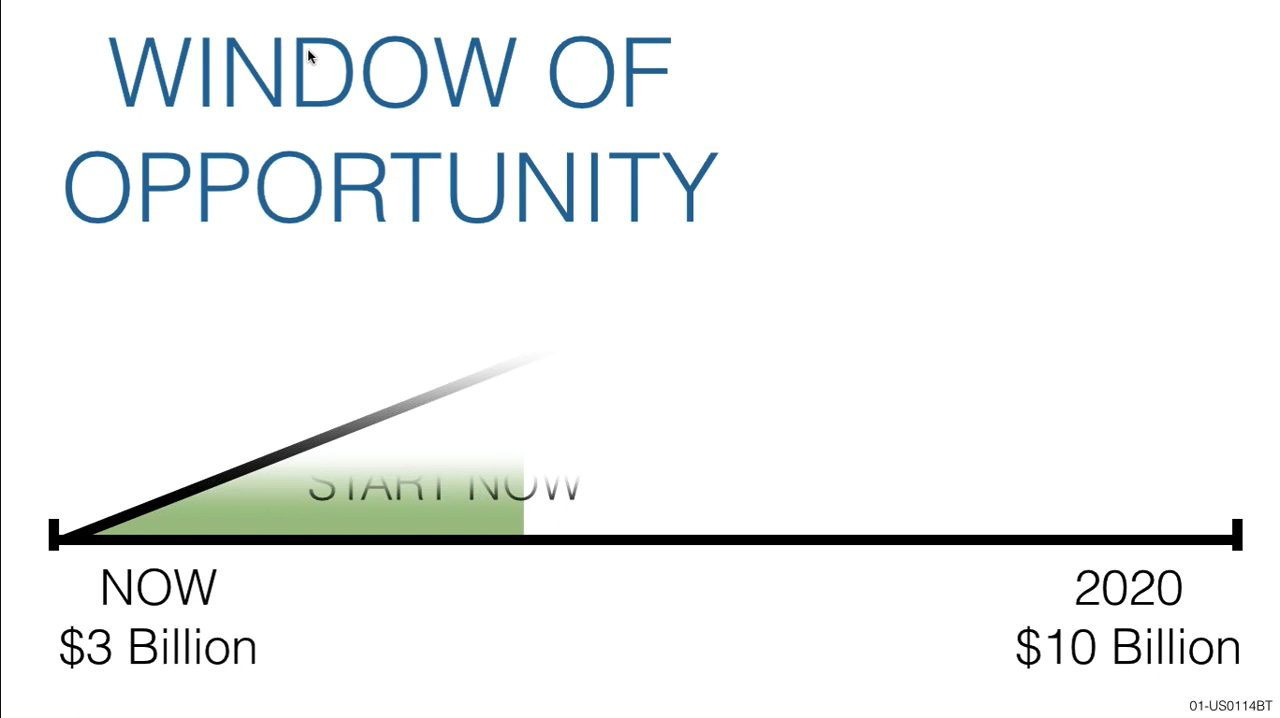 WINDOW OF
OPPORTUNITY
START NOW
NOW
$3 Billion
2020
$10 Billion
01-US0114BT